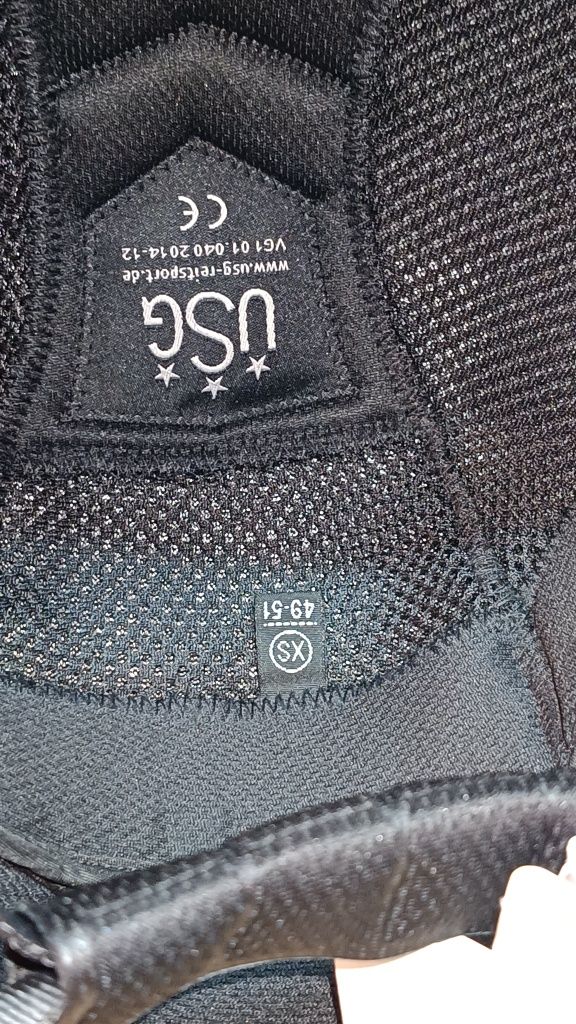 USG
www.usg-reitsport.de
VG1 01.040 2014-12
CE
XS
49-51